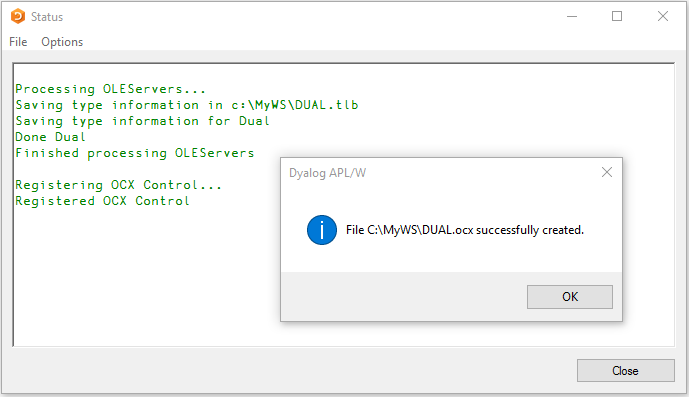 Status
File Options
Processing OLEServers...
Saving type information in c:\MyWS\DUAL.tlb
Saving type information for Dual
Done Dual
Finished processing OLEServers
Registering OCX Control...
Registered OCX Control
Dyalog APL/W
File C:\MyWS\DUAL.ocx successfully created.
OK
Close